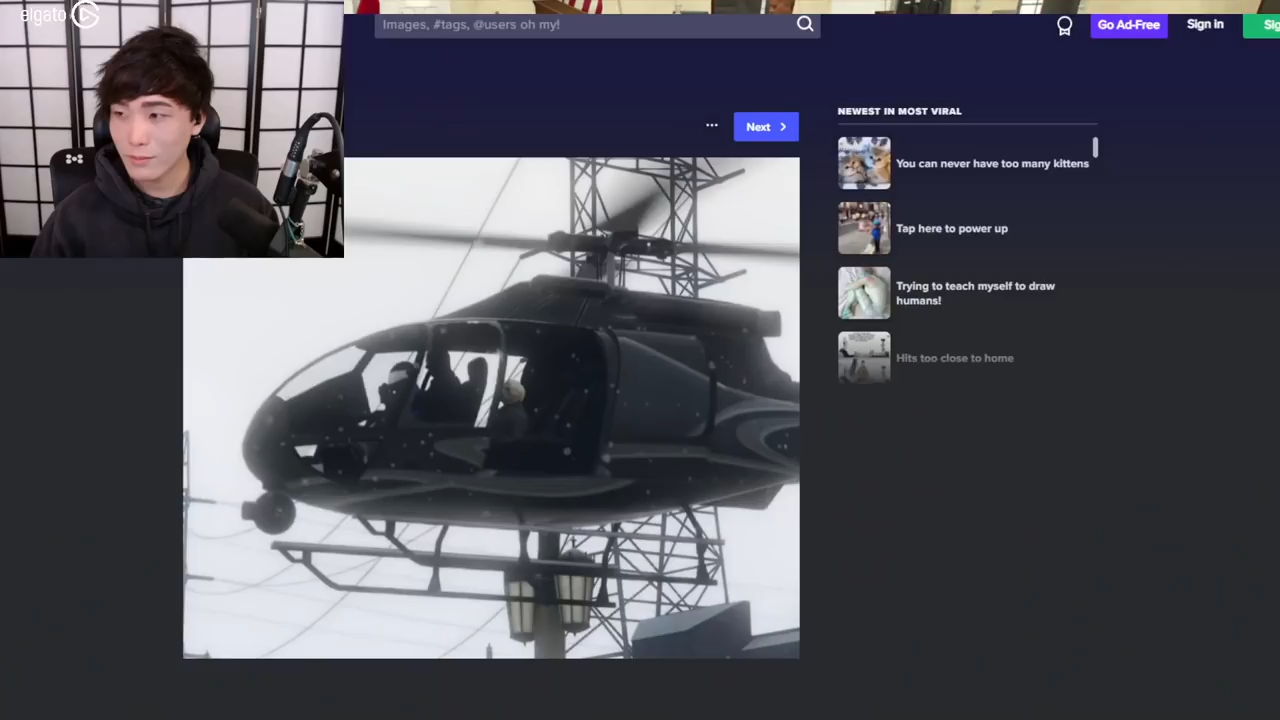 elgato
Images, #tags, @users oh my!
Go Ad-Free
Sign in
Sig
Next
NEWEST IN MOST VIRAL
You can never have too many kittens
Tap here to power up
Trying to teach myself to draw
humans!
Hits too close to home